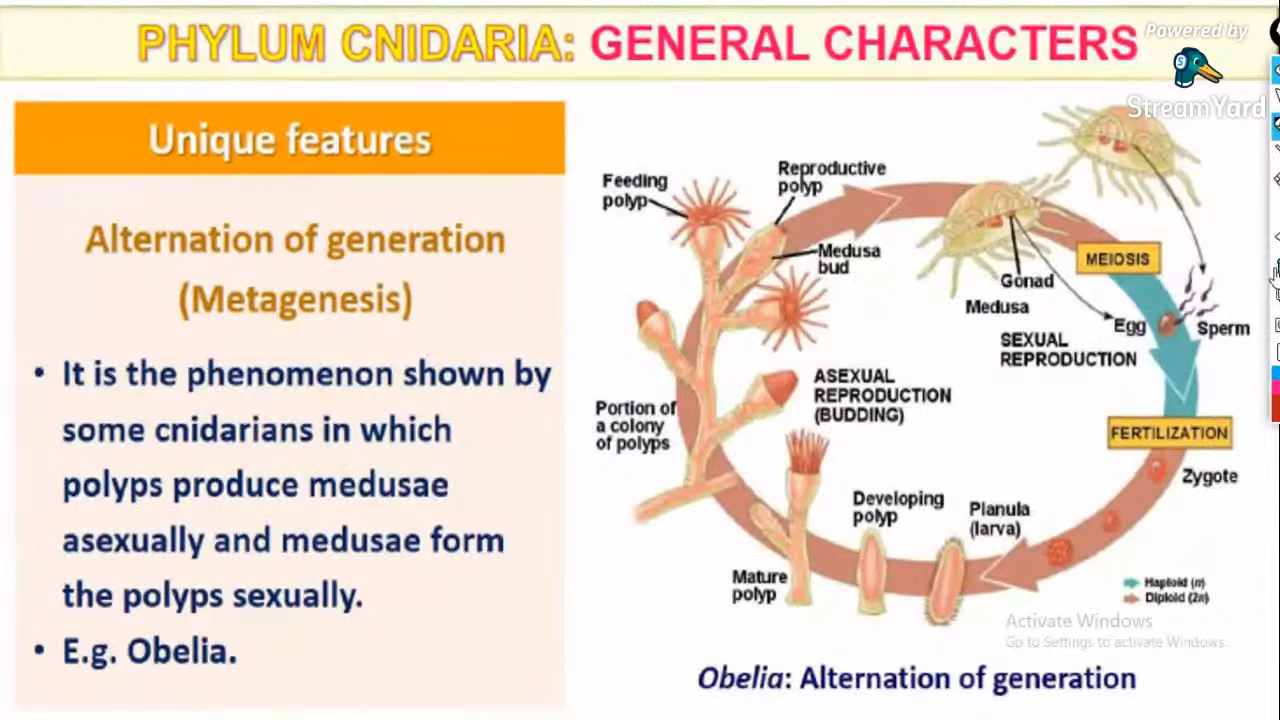 PHYLUM CNIDARIA: GENERAL CHARACTERS
Powered by
StreamYard
Unique features
Alternation of generation
(Metagenesis)
• It is the phenomenon shown by
some cnidarians in which
polyps produce medusae
asexually and medusae form
the polyps sexually.
• E.g. Obelia.
Feeding
polyp
Reproductive
polyp
Medusa
bud
Gonad
Medusa
MEIOSIS
Egg
Sperm
SEXUAL
REPRODUCTION
ASEXUAL
REPRODUCTION
(BUDDING)
Portion of
a colony
of polyps
FERTILIZATION
Zygote
Developing
polyp
Planula
(larva)
Mature
polyp
Haploid (n)
Diploid (2n)
Activate Windows
Go to Settings to activate Windows.
Obelia: Alternation of generation